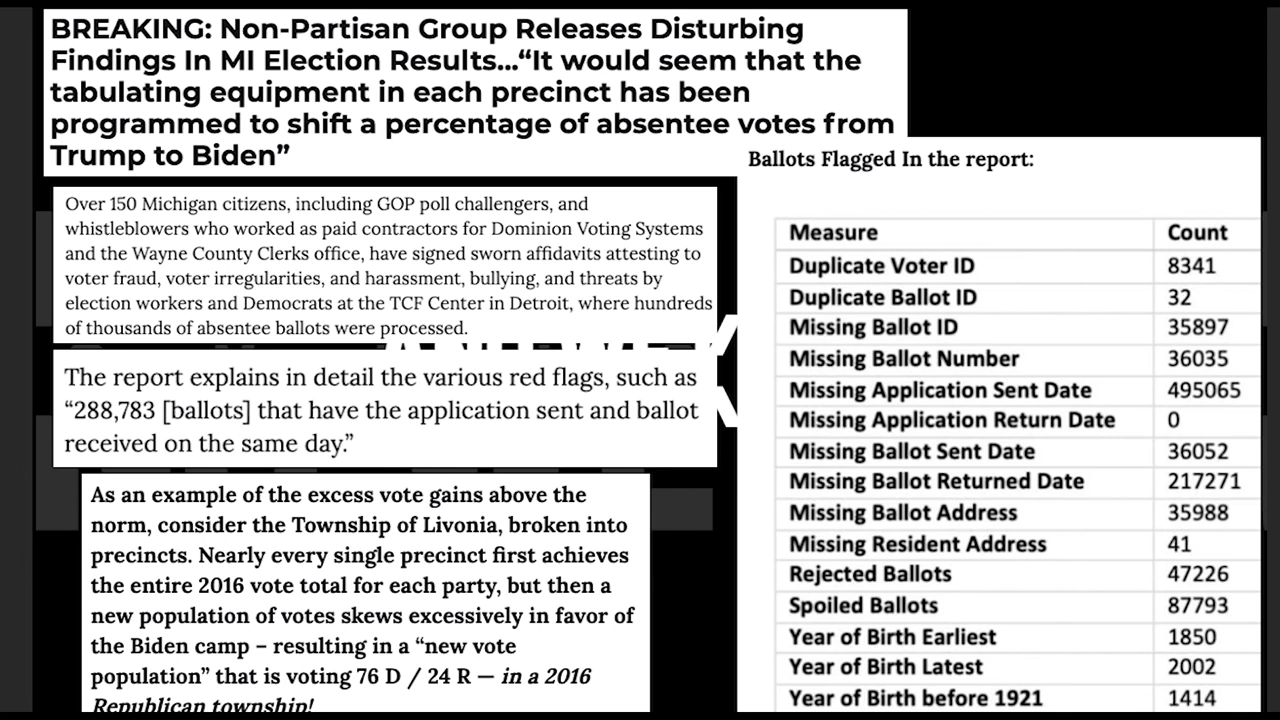 BREAKING: Non-Partisan Group Releases Disturbing
Findings In MI Election Results...“It would seem that the
tabulating equipment in each precinct has been
programmed to shift a percentage of absentee votes from
Trump to Biden”
Over 150 Michigan citizens, including GOP poll challengers, and
whistleblowers who worked as paid contractors for Dominion Voting Systems
and the Wayne County Clerks office, have signed sworn affidavits attesting to
voter fraud, voter irregularities, and harassment, bullying, and threats by
election workers and Democrats at the TCF Center in Detroit, where hundreds
of thousands of absentee ballots were processed.
The report explains in detail the various red flags, such as
“288,783 [ballots] that have the application sent and ballot
received on the same day.”
As an example of the excess vote gains above the
norm, consider the Township of Livonia, broken into
precincts. Nearly every single precinct first achieves
the entire 2016 vote total for each party, but then a
new population of votes skews excessively in favor of
the Biden camp – resulting in a “new vote
population” that is voting 76 D / 24 R — in a 2016
Republican township!
Ballots Flagged In the report:
Measure Count
Duplicate Voter ID 8341
Duplicate Ballot ID 32
Missing Ballot ID 35897
Missing Ballot Number 36035
Missing Application Sent Date 495065
Missing Application Return Date 0
Missing Ballot Sent Date 36052
Missing Ballot Returned Date 217271
Missing Ballot Address 35988
Missing Resident Address 41
Rejected Ballots 47226
Spoiled Ballots 87793
Year of Birth Earliest 1850
Year of Birth Latest 2002
Year of Birth before 1921 1414